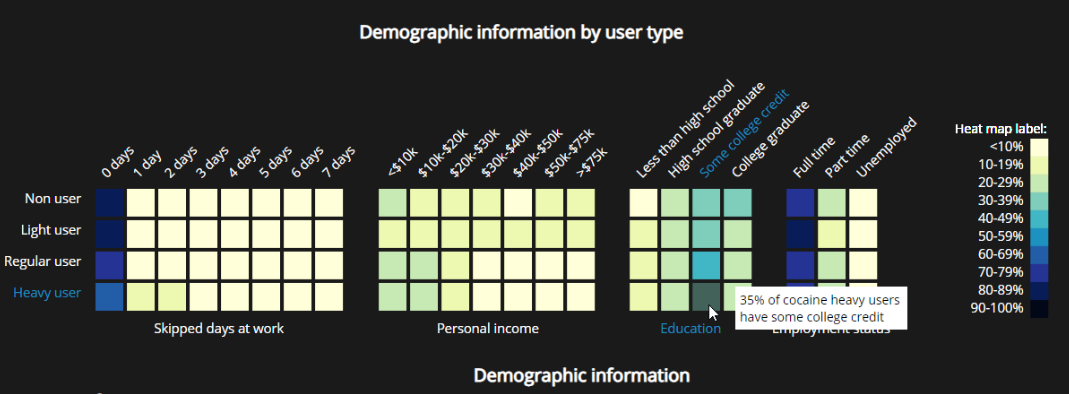 Demographic information by user type
0 days
1 day
2 days
3 days
4 days
5 days
6 days
7 days
<$10k
$10k-$20k
$20k-$30k
$30k-$40k
$40k-$50k
$50k-$75k
>$75k
Less than high school
High school graduate
Some college credit
College graduate
Full time
Part time
Unemployed
Heat map label:
<10%
10-19%
20-29%
30-39%
40-49%
50-59%
60-69%
70-79%
80-89%
90-100%
Non user
Light user
Regular user
Heavy user
35% of cocaine heavy users
have some college credit
Skipped days at work
Personal income
Education
Employment status
Demographic information